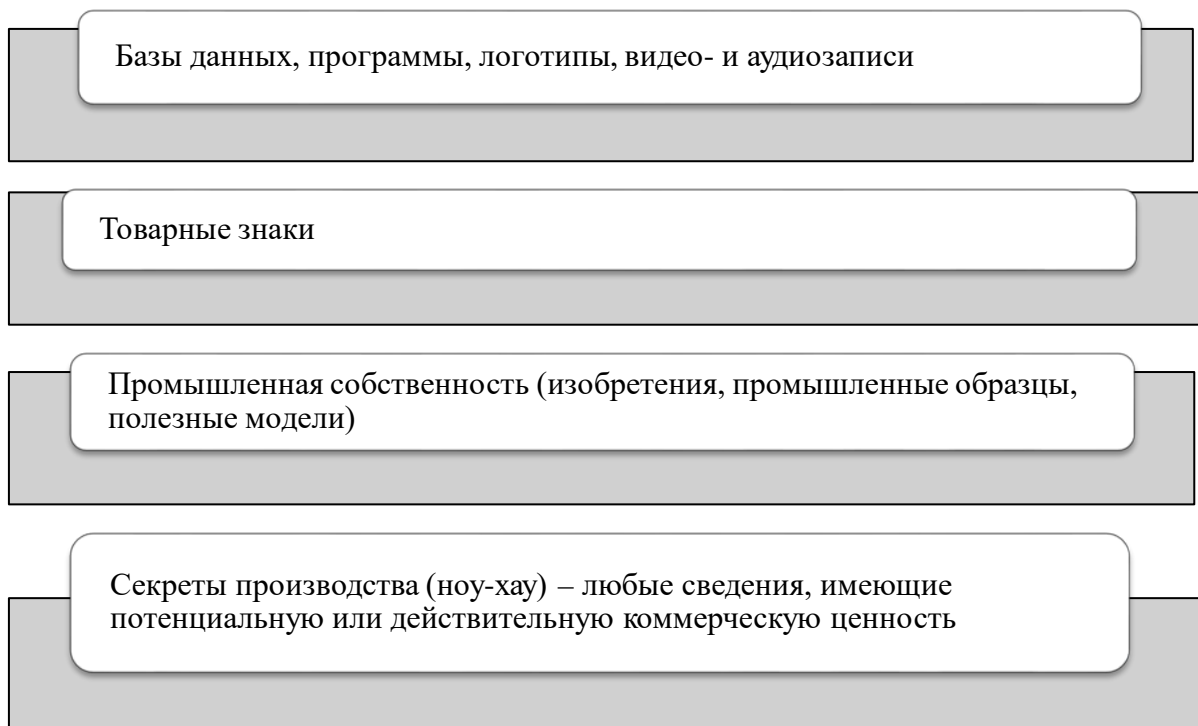 Базы данных, программы, логотипы, видео- и аудиозаписи
Товарные знаки
Промышленная собственность (изобретения, промышленные образцы,
полезные модели)
Секреты производства (ноу-хау) – любые сведения, имеющие
потенциальную или действительную коммерческую ценность